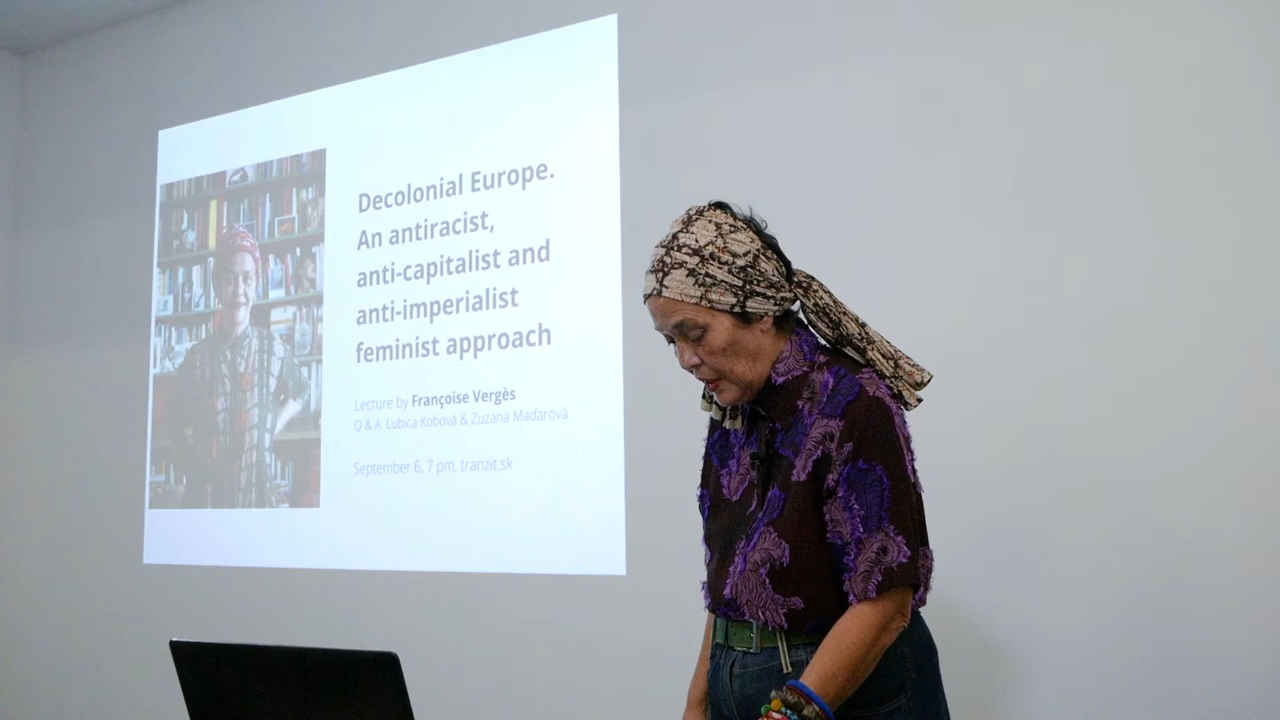 Decolonial Europe.
An antiracist,
anti-capitalist and
anti-imperialist
feminist approach
Lecture by Françoise Vergès
Q & A: Ľubica Kobová & Zuzana Maďarová
September 6, 7 pm, tranzit.sk